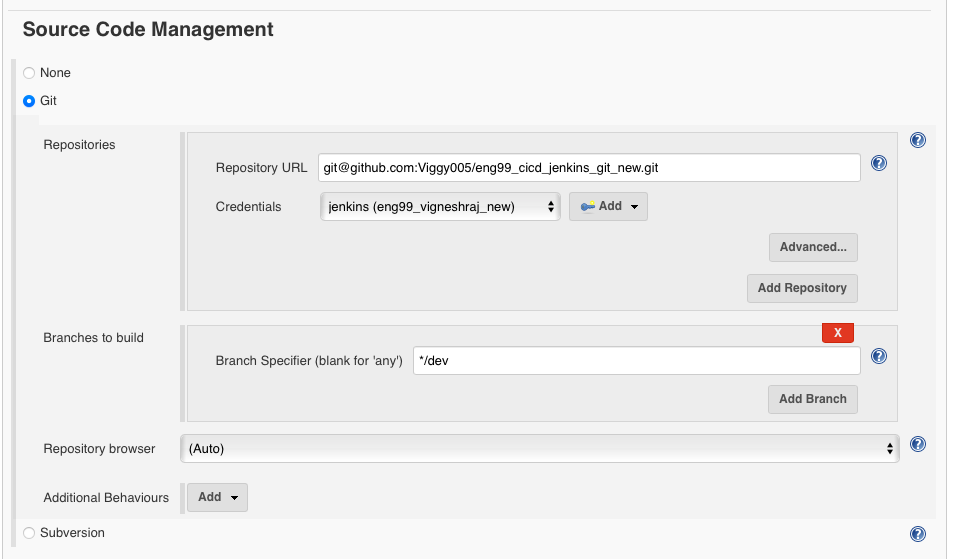 Source Code Management
None
Git
Repositories
Repository URL git@github.com:Viggy005/eng99_cicd_jenkins_git_new.git
Credentials jenkins (eng99_vigneshraj_new) Add
Advanced...
Add Repository
Branches to build
X
Branch Specifier (blank for 'any') */dev
Add Branch
Repository browser (Auto)
Additional Behaviours Add
Subversion